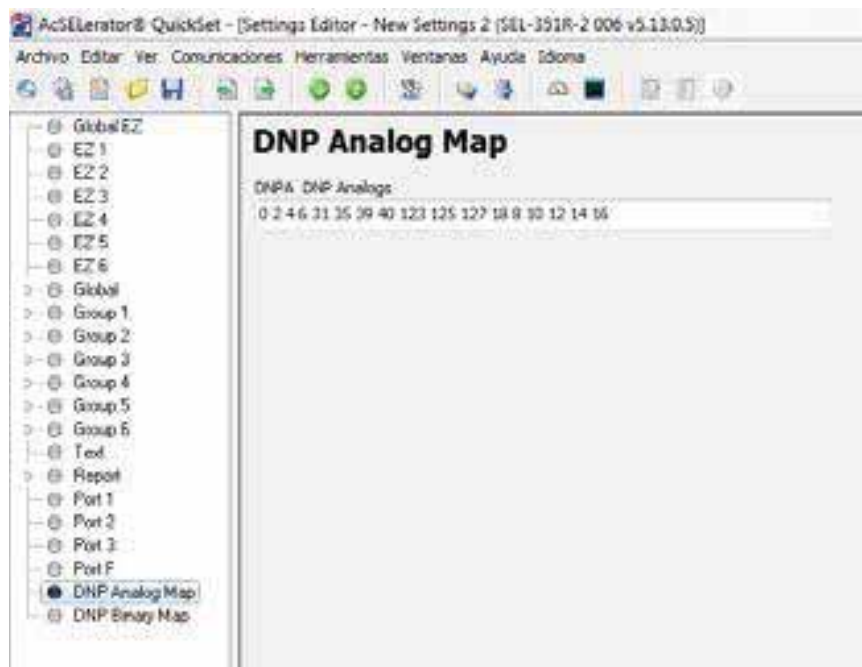 AcSELerator® QuickSet - [Settings Editor - New Settings 2 (SEL-351R-2 006 v5.13.0.5)]
Archivo Editar Ver Comunicaciones Herramientas Ventanas Ayuda Idioma
Global EZ
EZ 1
EZ 2
EZ 3
EZ 4
EZ 5
EZ 6
Global
Group 1
Group 2
Group 3
Group 4
Group 5
Group 6
Text
Report
Port 1
Port 2
Port 3
Port F
DNP Analog Map
DNP Binary Map
DNP Analog Map
DNPA DNP Analogs
0 2 4 6 31 35 39 40 123 125 127 18 8 10 12 14 16